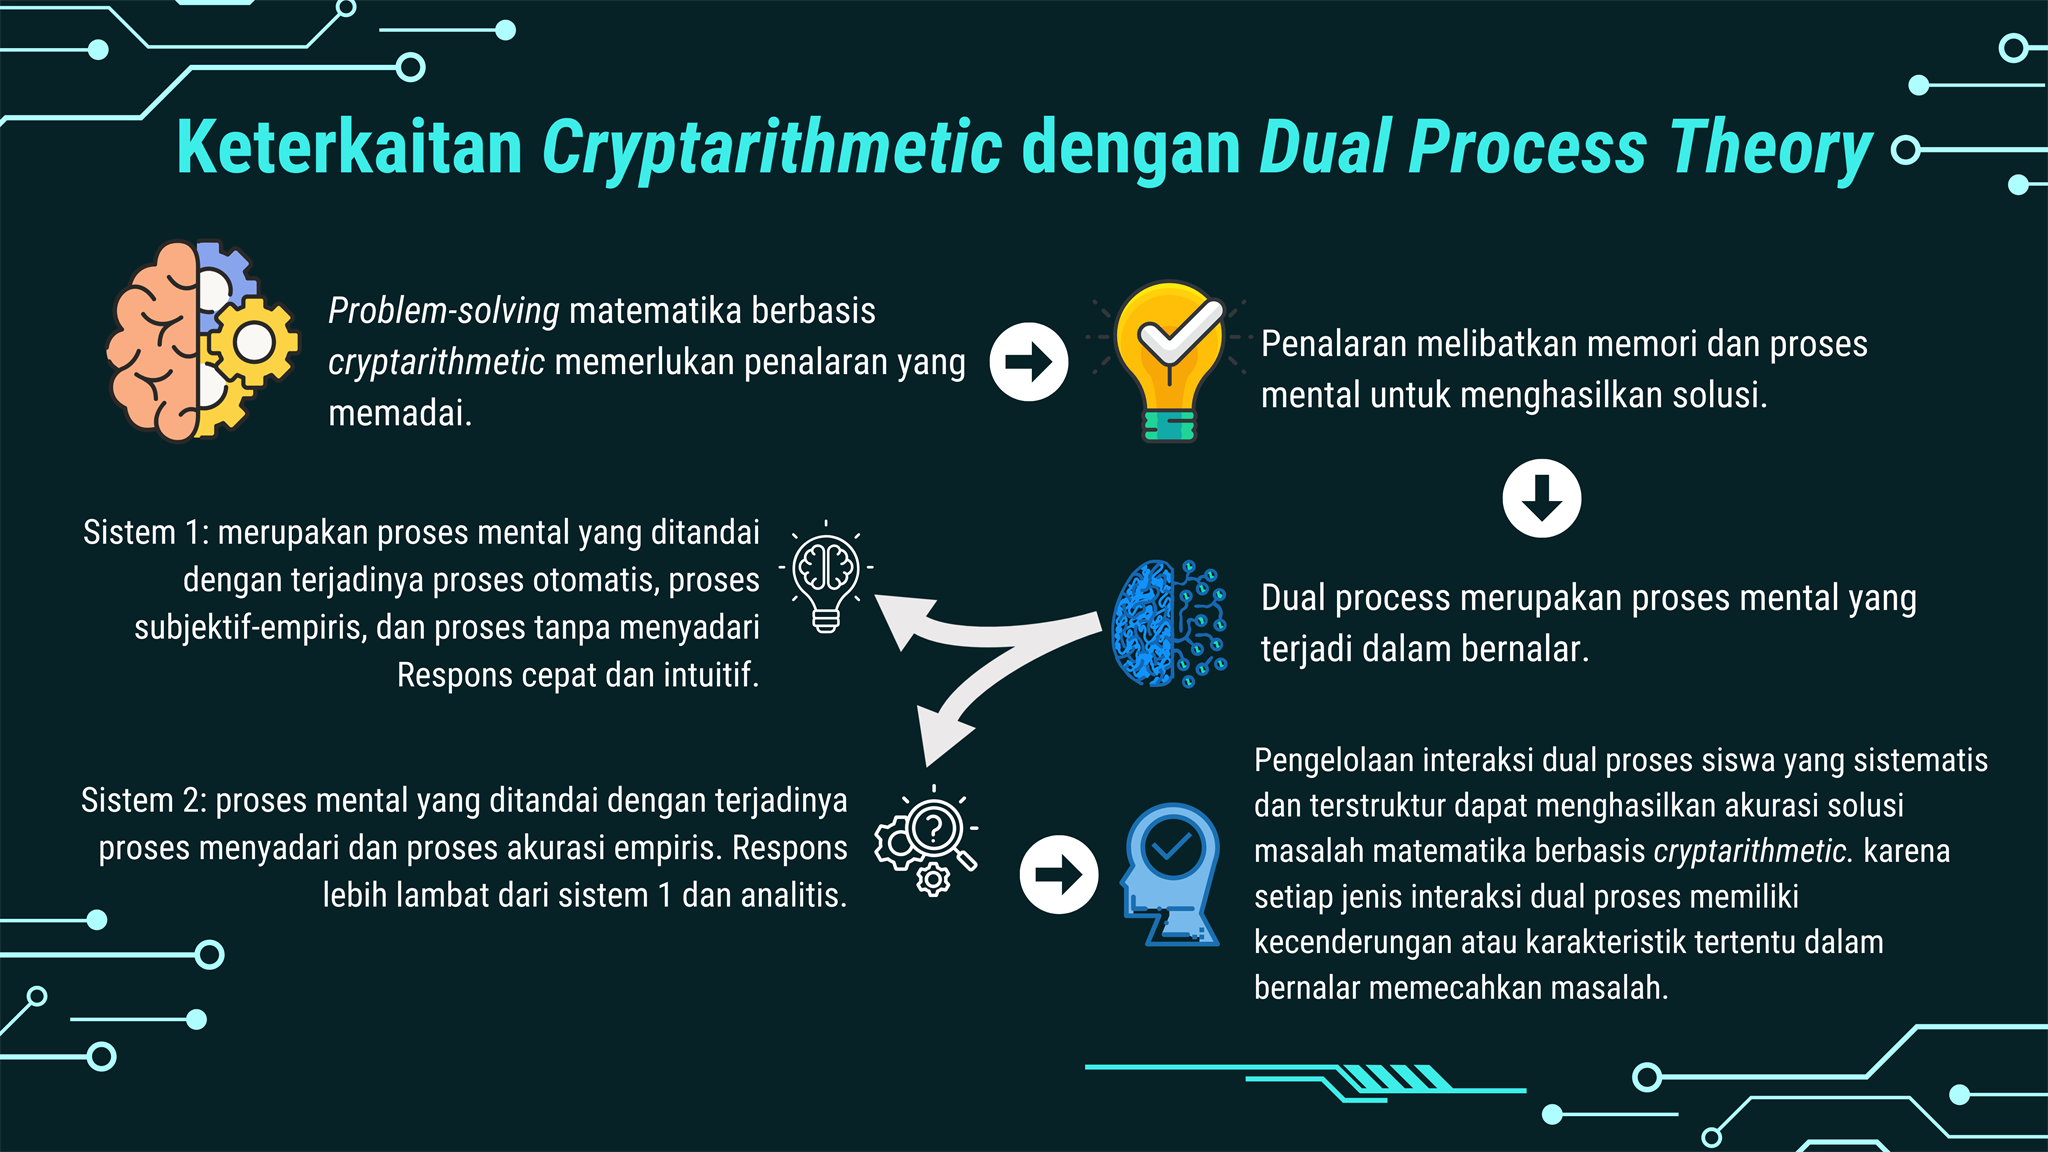 Keterkaitan Cryptarithmetic dengan Dual Process Theory
Problem-solving matematika berbasis
cryptarithmetic memerlukan penalaran yang
memadai.
Penalaran melibatkan memori dan proses
mental untuk menghasilkan solusi.
Dual process merupakan proses mental yang
terjadi dalam bernalar.
Sistem 1: merupakan proses mental yang ditandai
dengan terjadinya proses otomatis, proses
subjektif-empiris, dan proses tanpa menyadari
Respons cepat dan intuitif.
Sistem 2: proses mental yang ditandai dengan terjadinya
proses menyadari dan proses akurasi empiris. Respons
lebih lambat dari sistem 1 dan analitis.
?
Pengelolaan interaksi dual proses siswa yang sistematis
dan terstruktur dapat menghasilkan akurasi solusi
masalah matematika berbasis cryptarithmetic. karena
setiap jenis interaksi dual proses memiliki
kecenderungan atau karakteristik tertentu dalam
bernalar memecahkan masalah.